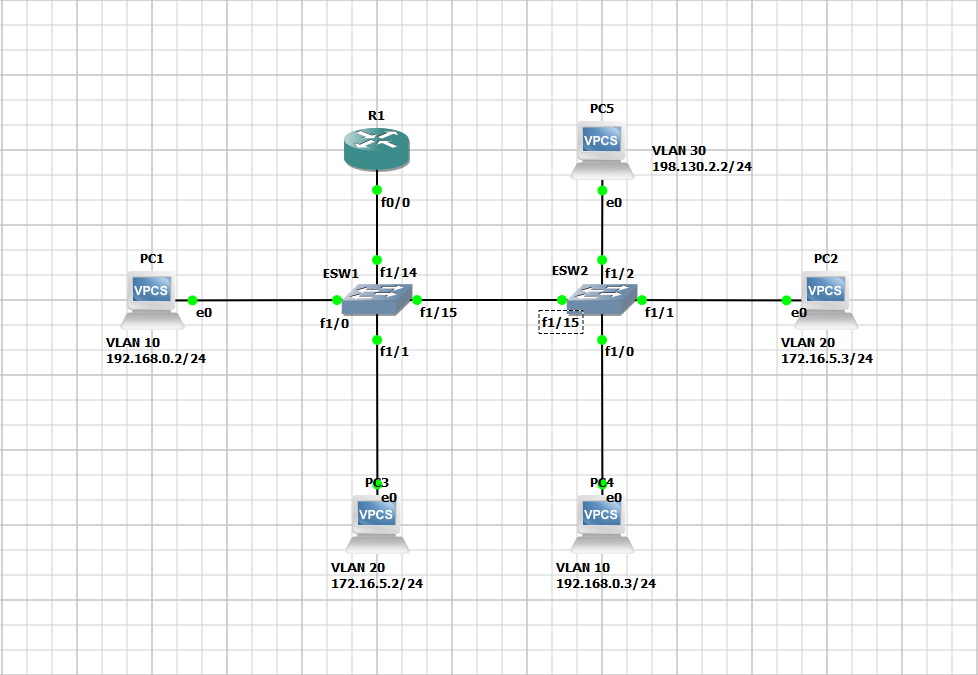 R1
f0/0
PC5
VPCS
VLAN 30
198.130.2.2/24
e0
PC1
VPCS
e0
VLAN 10
192.168.0.2/24
ESW1
f1/14
f1/0
f1/15
f1/1
ESW2
f1/2
f1/15
f1/1
f1/0
PC2
VPCS
e0
VLAN 20
172.16.5.3/24
PC3
e0
VPCS
VLAN 20
172.16.5.2/24
PC4
e0
VPCS
VLAN 10
192.168.0.3/24